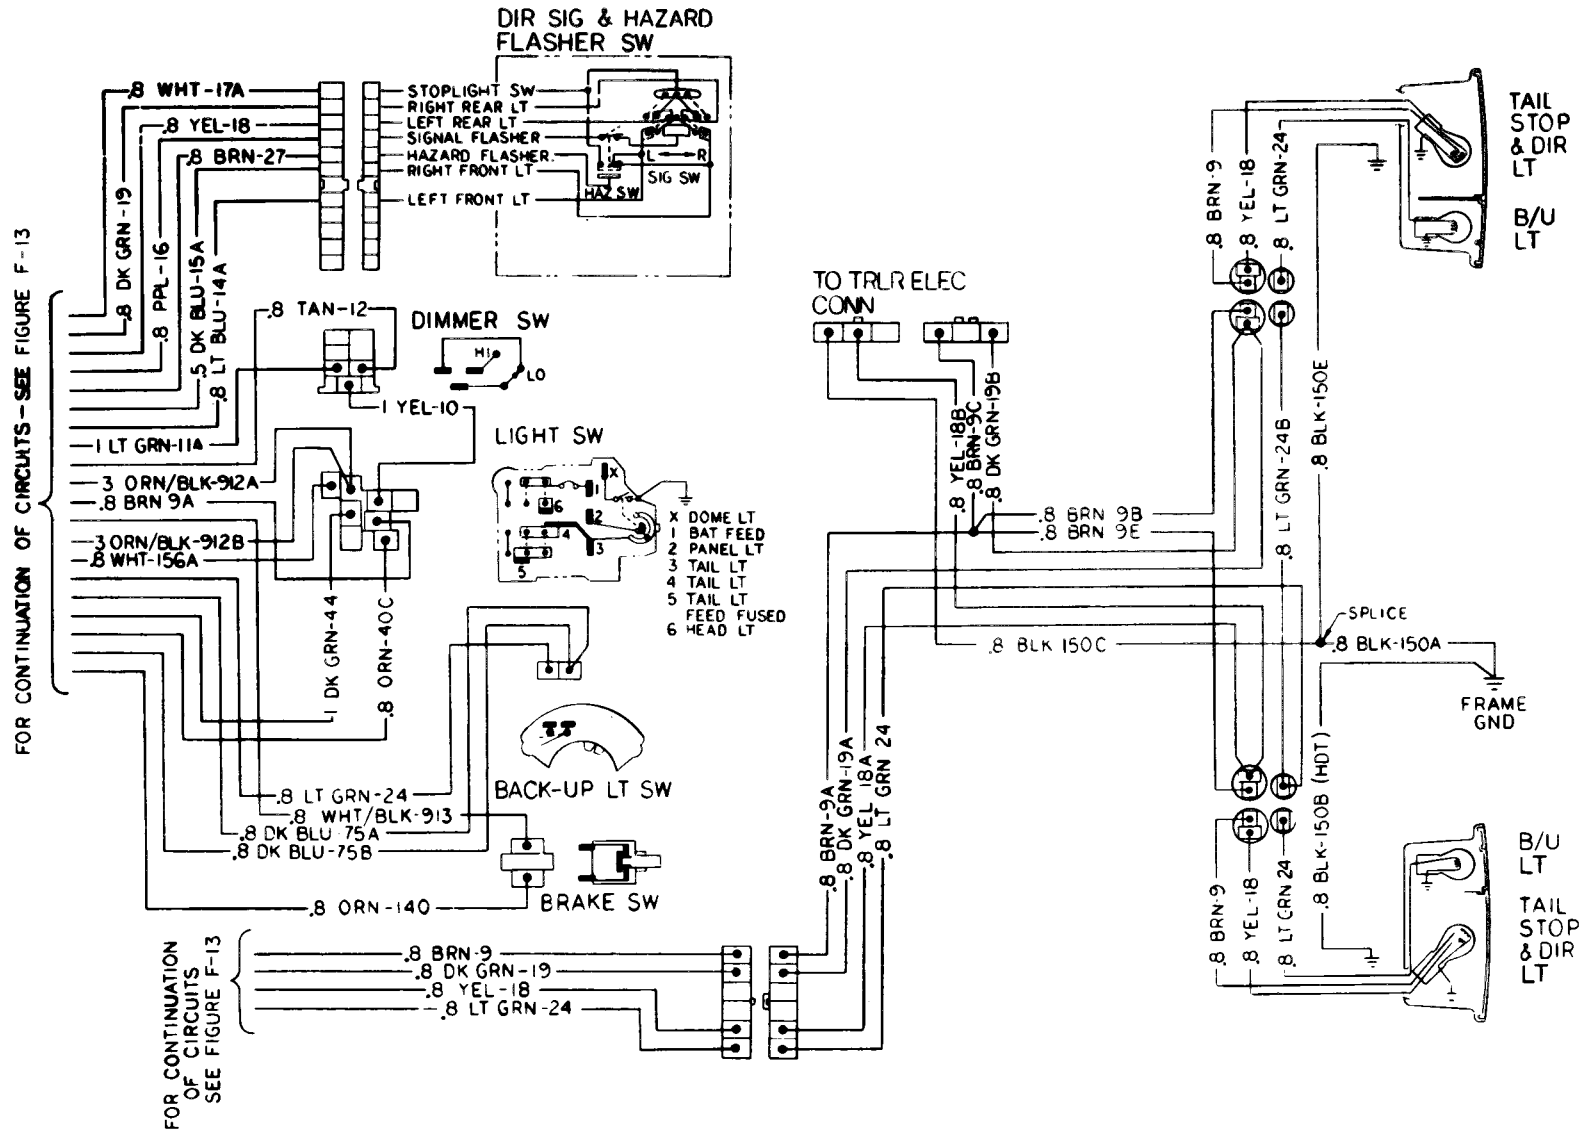 DIR SIG & HAZARD
FLASHER SW
.8 WHT-17A
.8 YEL-18
.8 BRN-27
.8 DK GRN-19
.8 PPL-16
.5 DK BLU-15A
.8 LT BLU-14A
STOPLIGHT SW
RIGHT REAR LT
LEFT REAR LT
SIGNAL FLASHER
HAZARD FLASHER
RIGHT FRONT LT
LEFT FRONT LT
L R
SIG SW
HAZ SW
FOR CONTINUATION OF CIRCUITS-SEE FIGURE F-13
.8 TAN-12
DIMMER SW
HI
LO
1 YEL-10
1 LT GRN-11A
3 ORN/BLK-912A
.8 BRN 9A
3 ORN/BLK-912B
.8 WHT-156A
1 DK GRN-44
.8 ORN-40C
LIGHT SW
X
1
6
2
4
3
5
X DOME LT
1 BAT FEED
2 PANEL LT
3 TAIL LT
4 TAIL LT
5 TAIL LT
FEED FUSED
6 HEAD LT
BACK-UP LT SW
.8 LT GRN-24
.8 WHT/BLK-913
.8 DK BLU-75A
.8 DK BLU-75B
.8 ORN-140
BRAKE SW
FOR CONTINUATION
OF CIRCUITS
SEE FIGURE F-13
.8 BRN-9
.8 DK GRN-19
.8 YEL-18
.8 LT GRN-24
TO TRLR ELEC
CONN
.8 YEL-18B
.8 BRN-9C
.8 DK GRN-19B
.8 BRN 9B
.8 BRN 9E
.8 BLK 150C
.8 BRN-9A
.8 DK GRN-19A
.8 YEL 18A
.8 LT GRN 24
.8 BRN-9
.8 YEL-18
.8 LT GRN-24
.8 BLK-150E
.8 LT GRN-24B
TAIL
STOP
& DIR
LT
B/U
LT
SPLICE
.8 BLK-150A
FRAME
GND
.8 BLK-150B (HDT)
.8 BRN-9
.8 YEL-18
.8 LT GRN 24
B/U
LT
TAIL
STOP
& DIR
LT